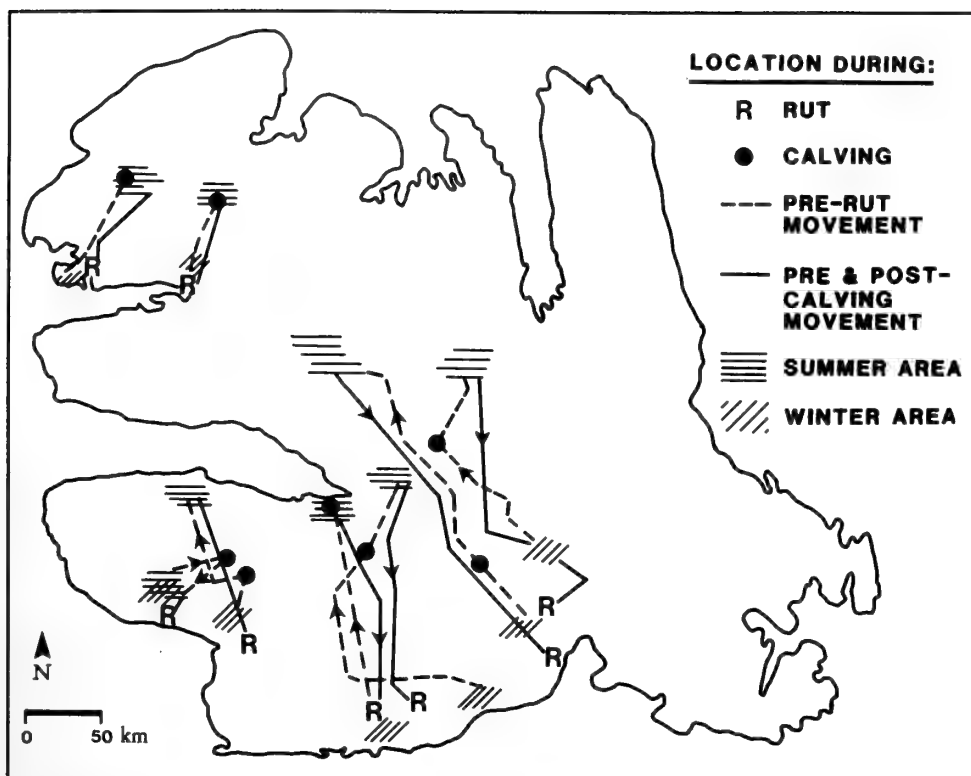 LOCATION DURING:
R RUT
CALVING
PRE-RUT
MOVEMENT
PRE & POST-
CALVING
MOVEMENT
SUMMER AREA
WINTER AREA
R
R
R
R
R
R
R
R
N
0 50 km